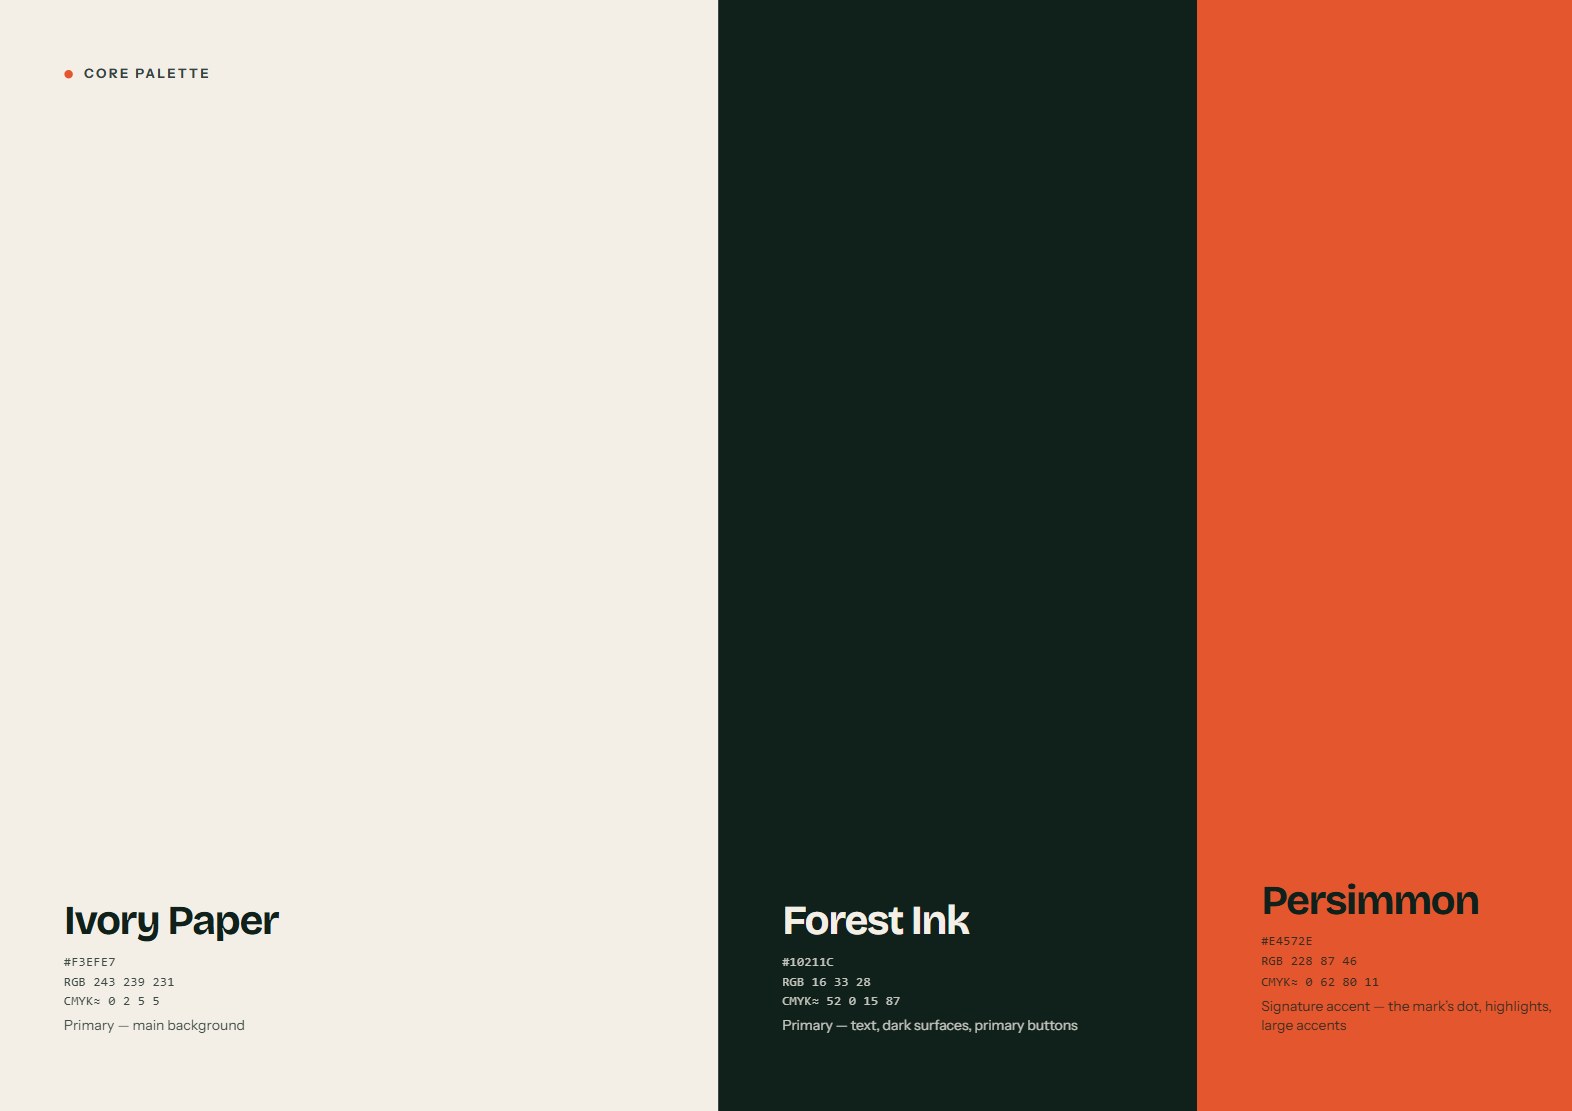 CORE PALETTE
Ivory Paper
#F3EFE7
RGB 243 239 231
CMYK≈ 0 2 5 5
Primary — main background
Forest Ink
#10211C
RGB 16 33 28
CMYK≈ 52 0 15 87
Primary — text, dark surfaces, primary buttons
Persimmon
#E4572E
RGB 228 87 46
CMYK≈ 0 62 80 11
Signature accent — the mark’s dot, highlights,
large accents